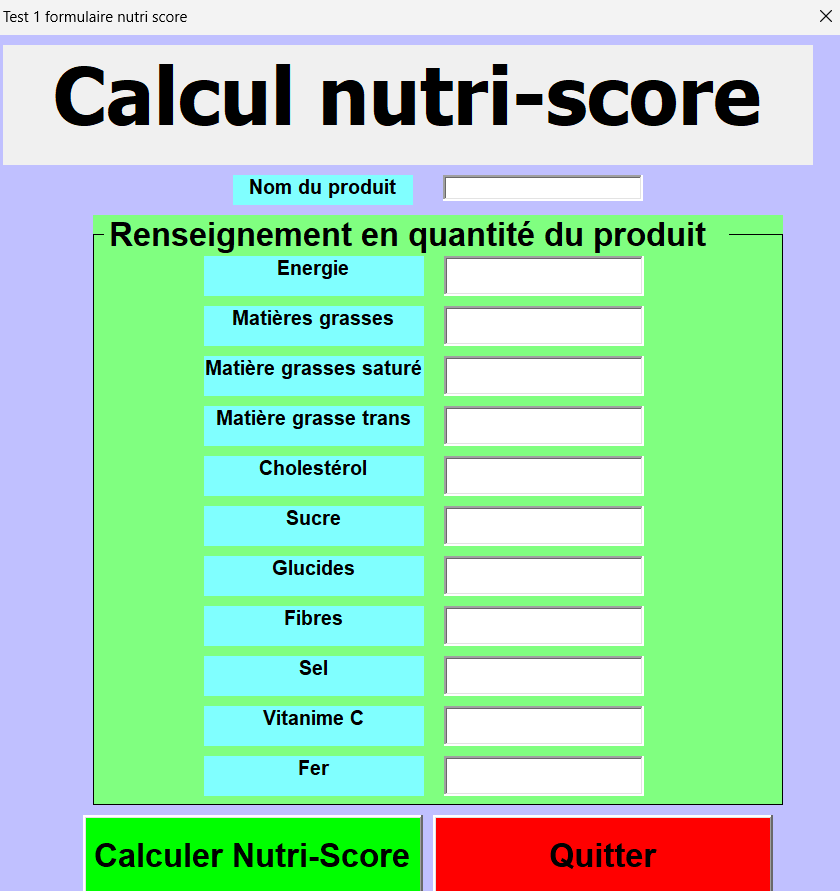 Test 1 formulaire nutri score
Calcul nutri-score
Nom du produit
Renseignement en quantité du produit
Energie
Matières grasses
Matière grasses saturé
Matière grasse trans
Cholestérol
Sucre
Glucides
Fibres
Sel
Vitanime C
Fer
Calculer Nutri-Score
Quitter